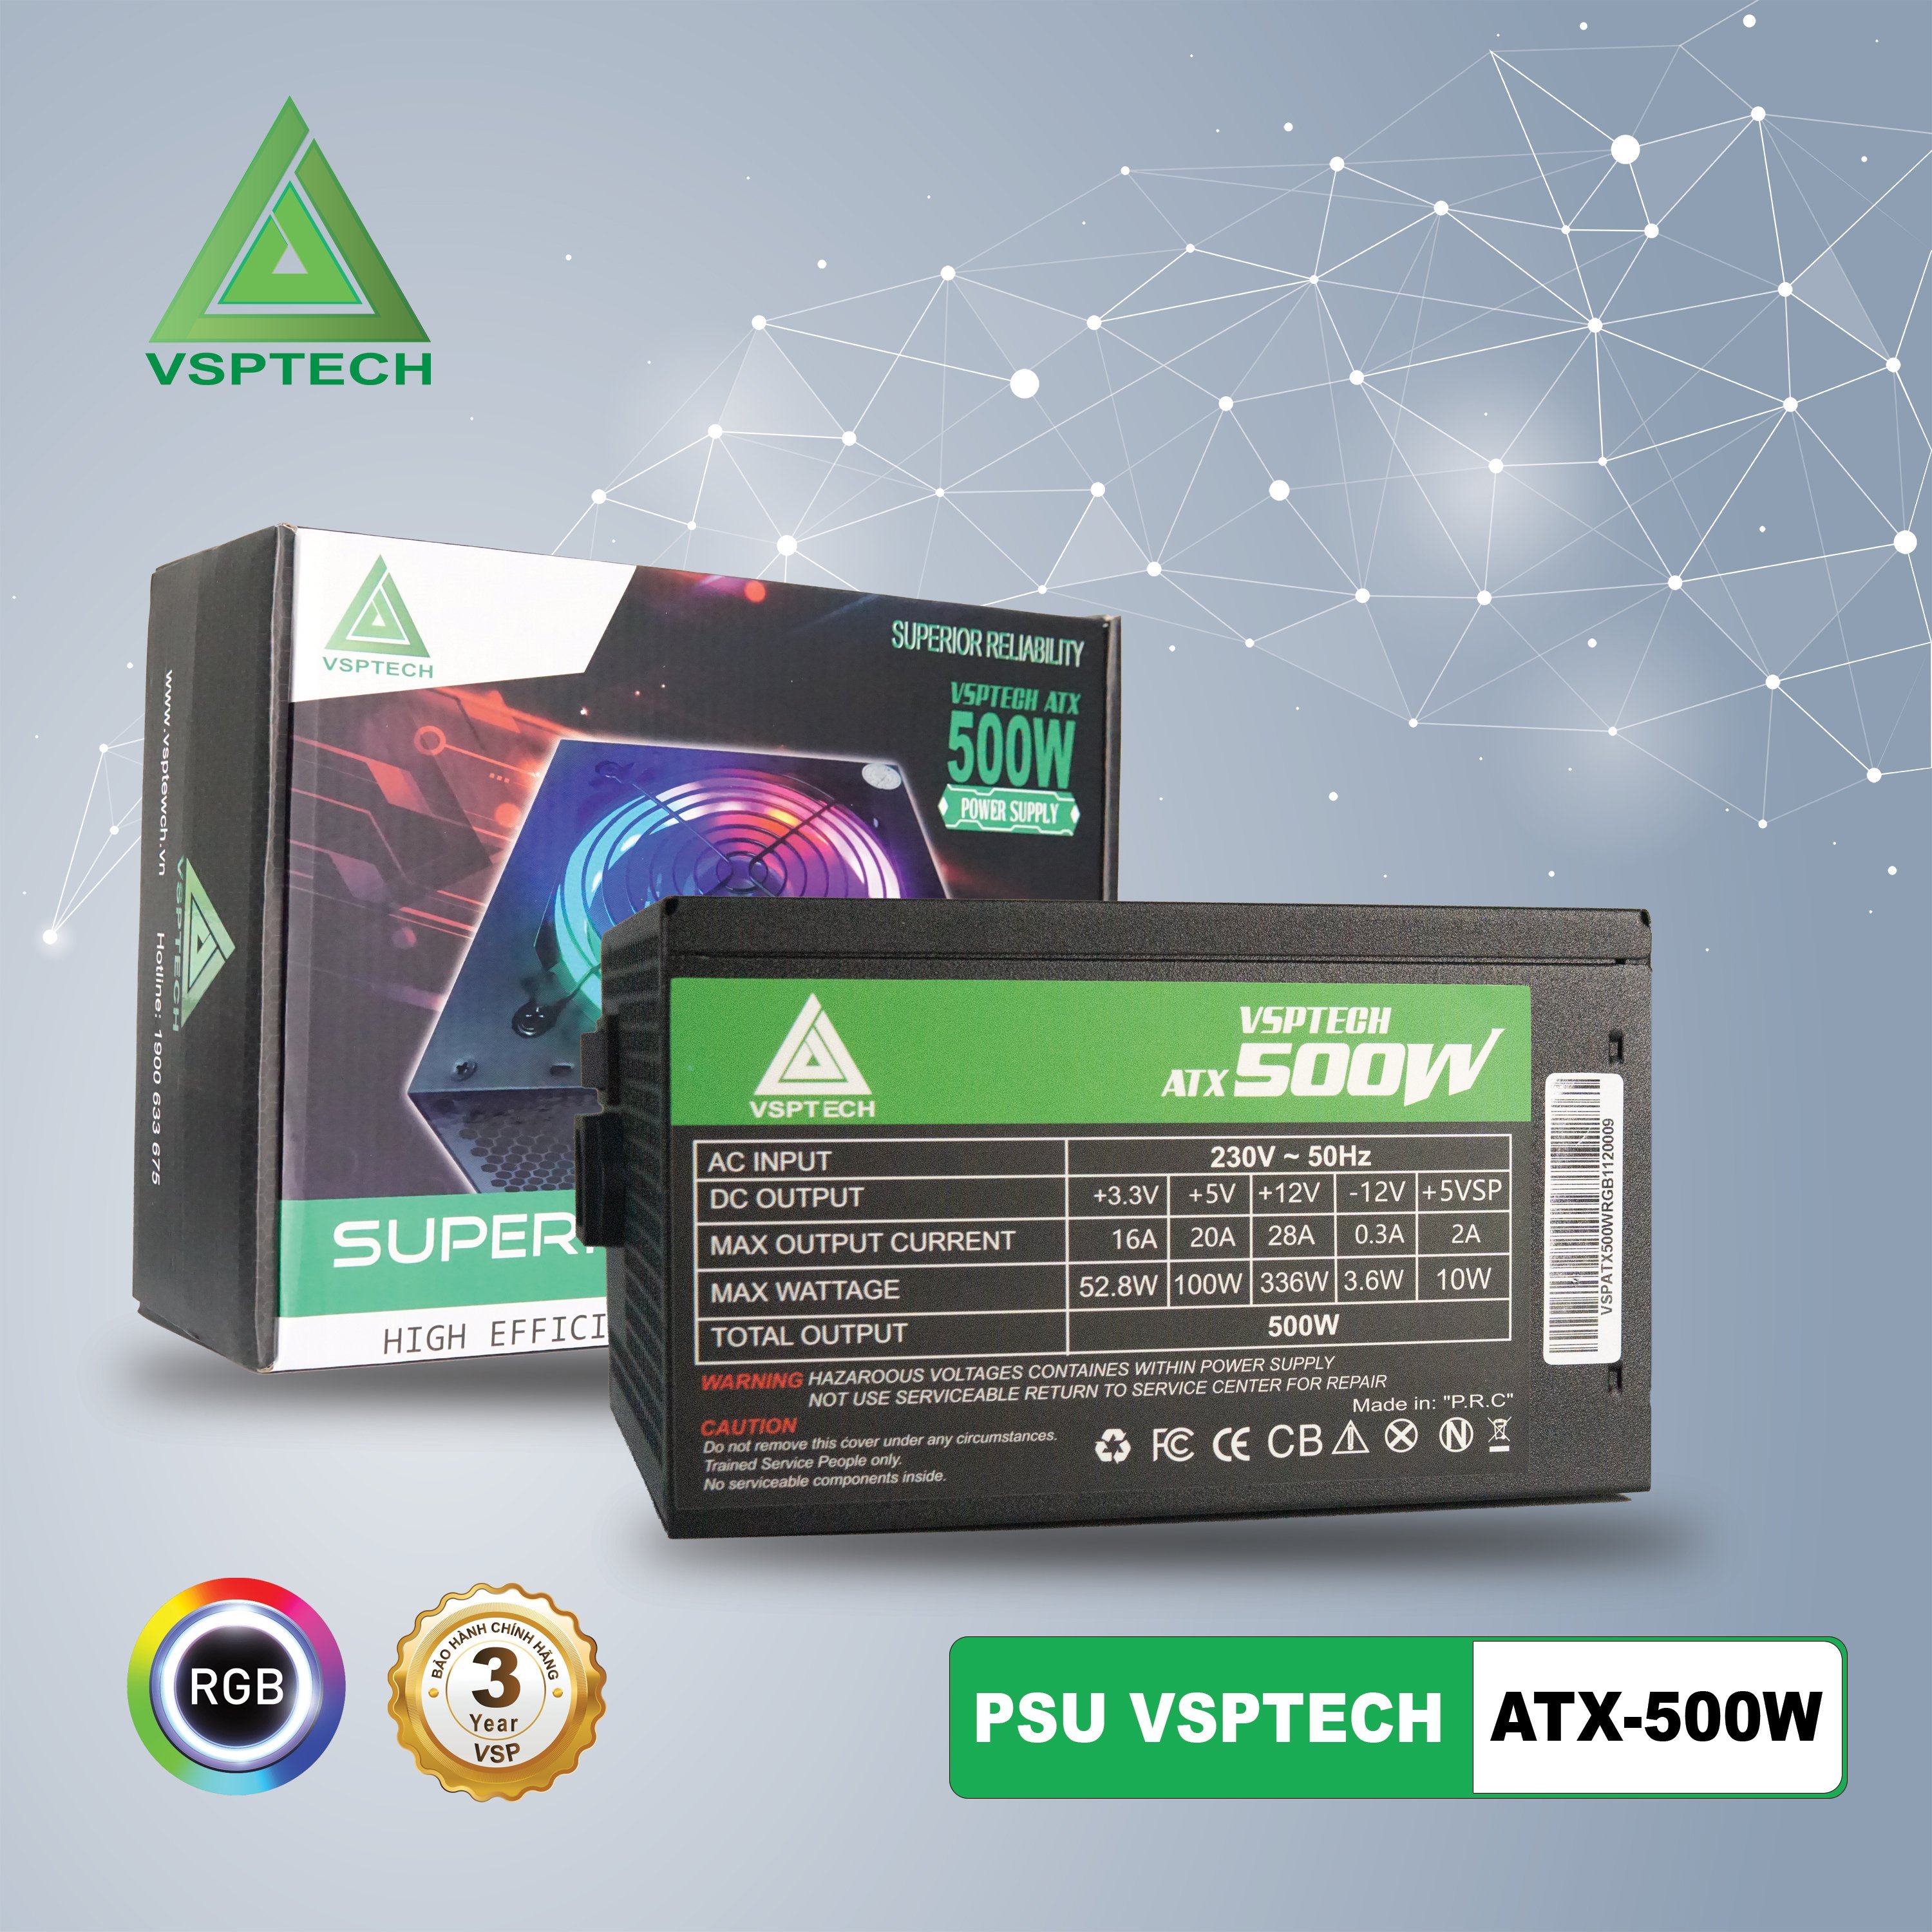 VSPTECH
VSPTECH
SUPERIOR RELIABILITY
VSPTECH ATX
500W
POWER SUPPLY
www.vsptewch.vn
Hotline: 1900 633 675
VSPTECH
HIGH EFFICI
VSPTECH
VSPTECH
ATX 500W
AC INPUT 230V ~ 50Hz
DC OUTPUT +3.3V +5V +12V -12V +5VSP
MAX OUTPUT CURRENT 16A 20A 28A 0.3A 2A
MAX WATTAGE 52.8W 100W 336W 3.6W 10W
TOTAL OUTPUT 500W
WARNING HAZAROOUS VOLTAGES CONTAINES WITHIN POWER SUPPLY
NOT USE SERVICEABLE RETURN TO SERVICE CENTER FOR REPAIR
Made in: "P.R.C"
CAUTION
Do not remove this cover under any circumstances.
Trained Service People only.
No serviceable components inside.
FC CE CB N
VSPATX500WRGB1120009
RGB
BẢO HÀNH CHÍNH HÃNG
3
Year
VSP
PSU VSPTECH ATX-500W